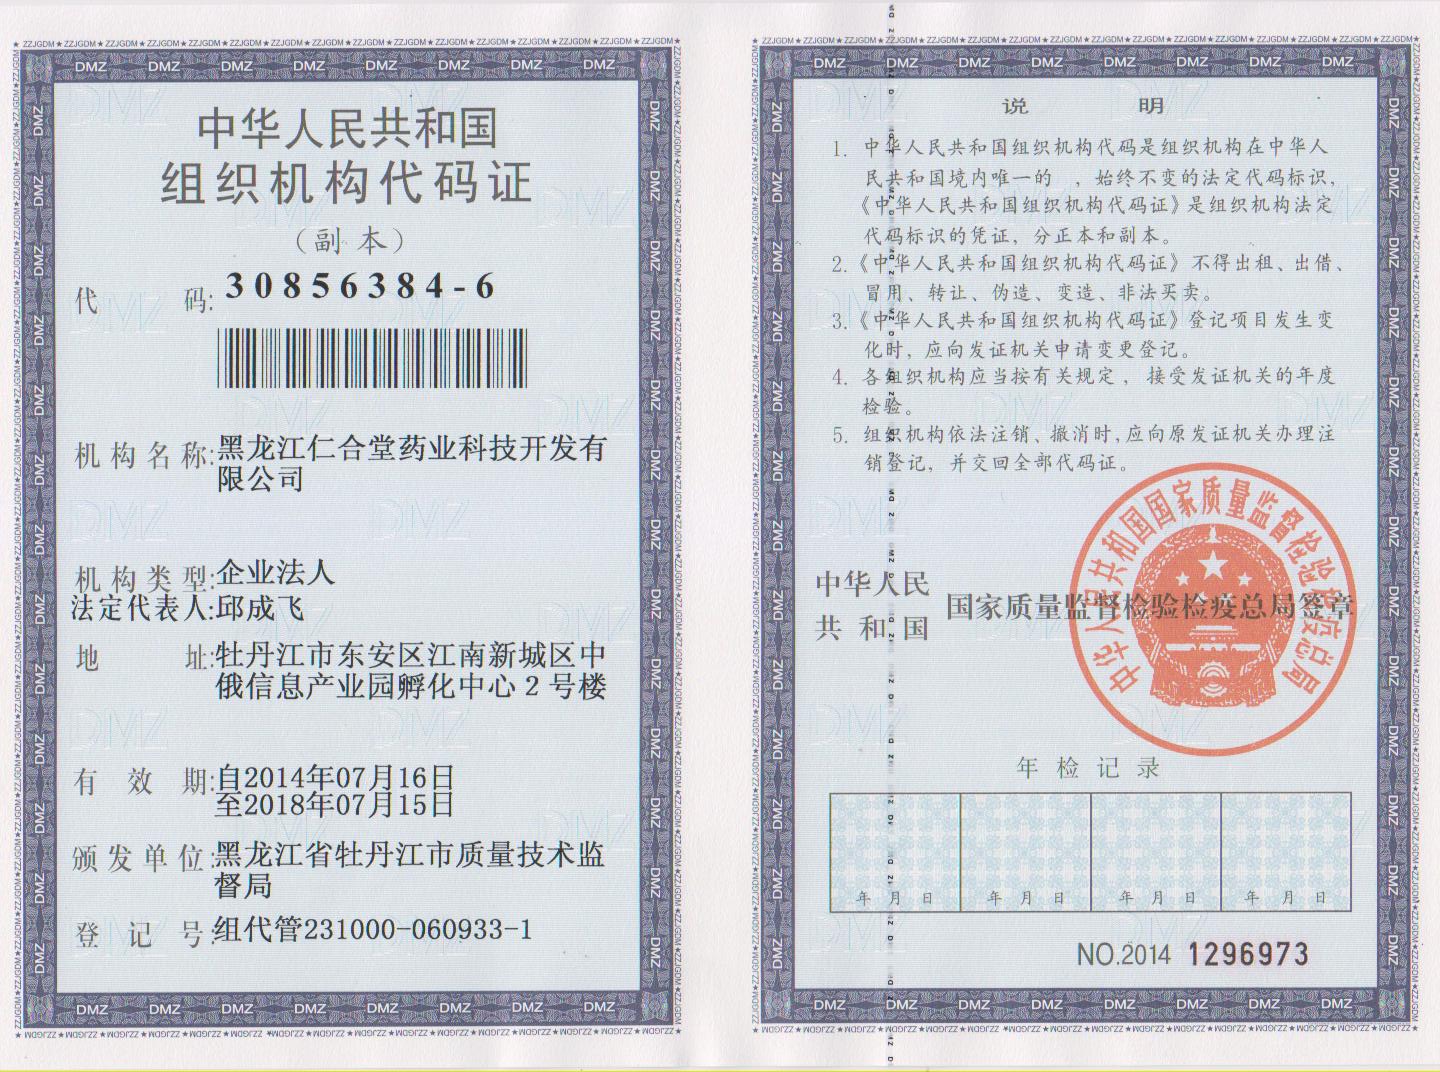 中华人民共和国
组织机构代码证
（副 本）
代 码: 30856384-6
机构名称: 黑龙江仁合堂药业科技开发有
限公司
机构类型: 企业法人
法定代表人: 邱成飞
地 址: 牡丹江市东安区江南新城区中
俄信息产业园孵化中心2号楼
有 效 期: 自2014年07月16日
至2018年07月15日
颁发单位: 黑龙江省牡丹江市质量技术监
督局
登 记 号: 组代管231000-060933-1
说 明
1. 中华人民共和国组织机构代码是组织机构在中华人
民共和国境内唯一的 ，始终不变的法定代码标识，
《中华人民共和国组织机构代码证》是组织机构法定
代码标识的凭证，分正本和副本。
2.《中华人民共和国组织机构代码证》不得出租、出借、
冒用、转让、伪造、变造、非法买卖。
3.《中华人民共和国组织机构代码证》登记项目发生变
化时，应向发证机关申请变更登记。
4. 各组织机构应当按有关规定，接受发证机关的年度
检验。
5. 组织机构依法注销、撤消时，应向原发证机关办理注
销登记，并交回全部代码证。
中华人民
共和国 国家质量监督检验检疫总局签章
中华人民共和国国家质量监督检验检疫总局
年检记录
年 月 日 年 月 日 年 月 日 年 月 日
NO.2014 1296973